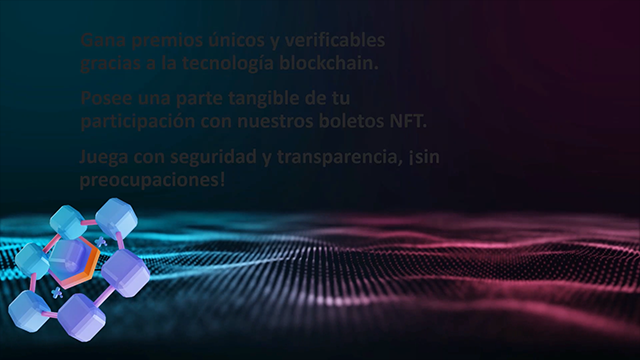 Gana premios únicos y verificables
gracias a la tecnología blockchain.
Posee una parte tangible de tu
participación con nuestros boletos NFT.
Juega con seguridad y transparencia, ¡sin
preocupaciones!